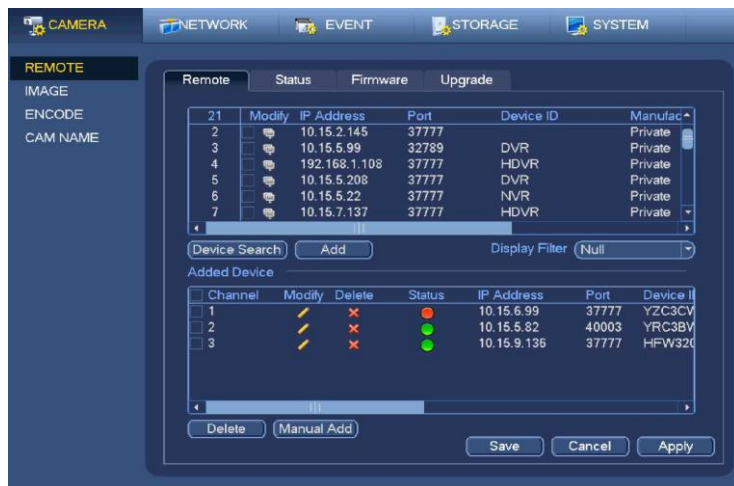 CAMERA NETWORK EVENT STORAGE SYSTEM
REMOTE
IMAGE
ENCODE
CAM NAME
Remote Status Firmware Upgrade
21 Modify IP Address Port Device ID Manufac
2 10.15.2.145 37777 Private
3 10.15.5.99 32789 DVR Private
4 192.168.1.108 37777 HDVR Private
5 10.15.5.208 37777 DVR Private
6 10.15.5.22 37777 NVR Private
7 10.15.7.137 37777 HDVR Private
Device Search Add Display Filter Null
Added Device
Channel Modify Delete Status IP Address Port Device I
1 10.15.6.99 37777 YZC3CV
2 10.15.5.82 40003 YRC3BV
3 10.15.9.136 37777 HFW320
Delete Manual Add
Save Cancel Apply